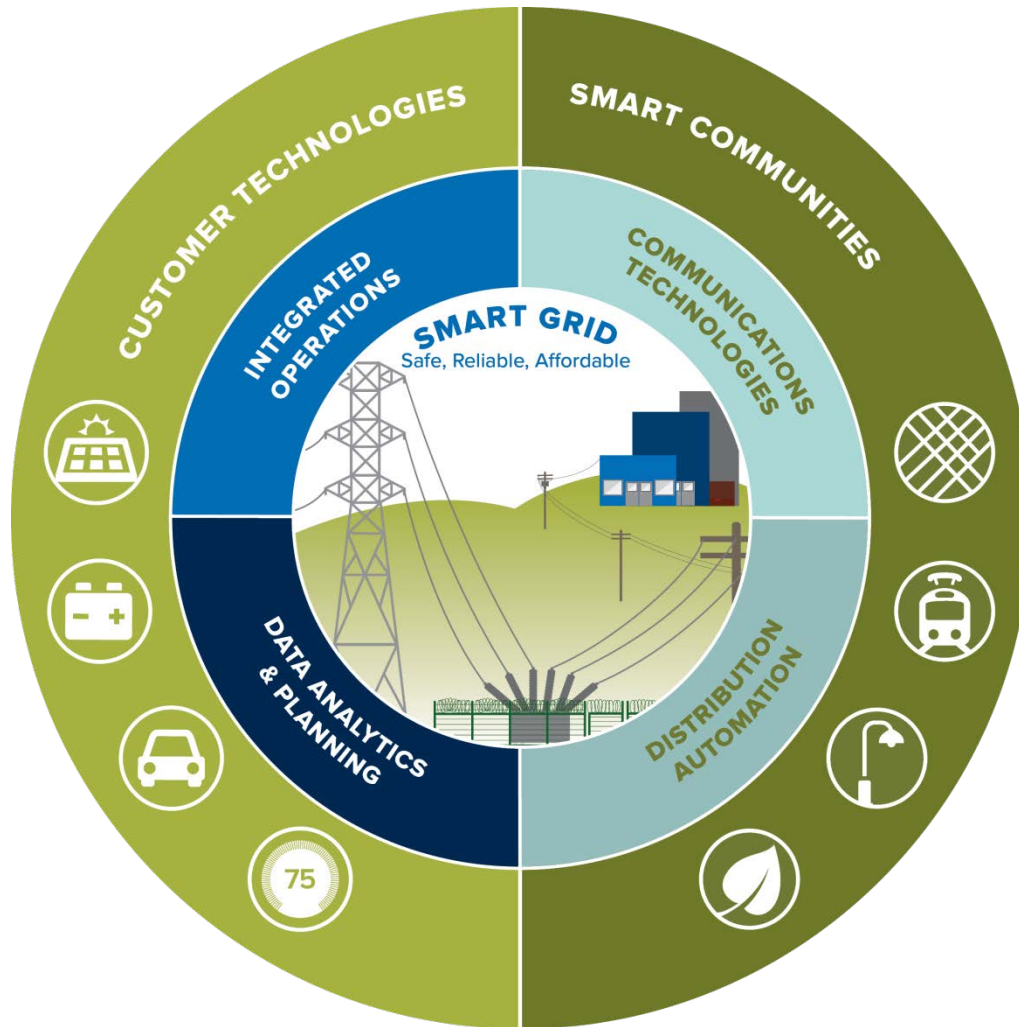 CUSTOMER TECHNOLOGIES
SMART COMMUNITIES
INTEGRATED
OPERATIONS
COMMUNICATIONS
TECHNOLOGIES
SMART GRID
Safe, Reliable, Affordable
DATA ANALYTICS
& PLANNING
DISTRIBUTION
AUTOMATION
75